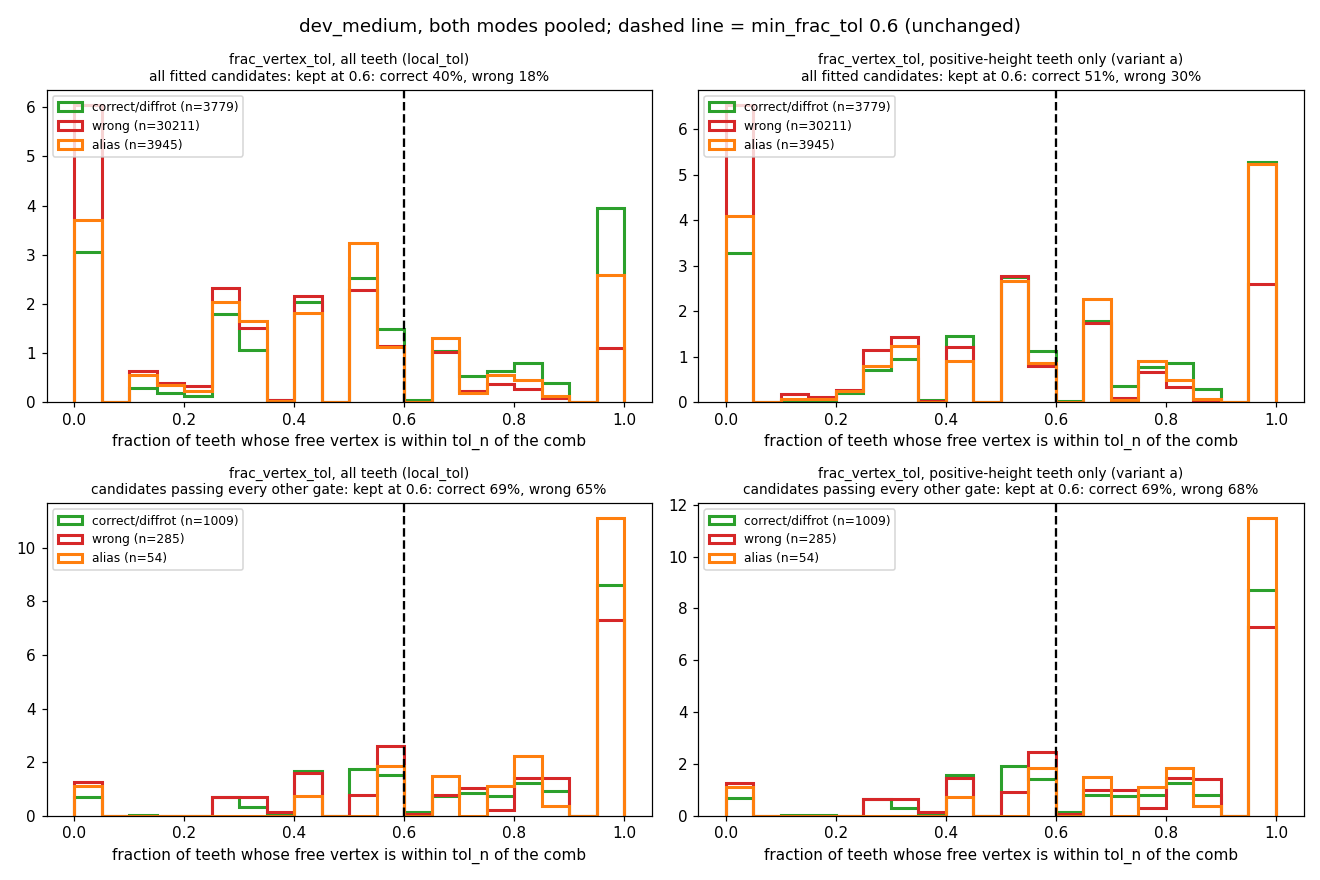 dev_medium, both modes pooled; dashed line = min_frac_tol 0.6 (unchanged)
frac_vertex_tol, all teeth (local_tol)
all fitted candidates: kept at 0.6: correct 40%, wrong 18%
correct/diffrot (n=3779)
wrong (n=30211)
alias (n=3945)
6
5
4
3
2
1
0
0.0 0.2 0.4 0.6 0.8 1.0
fraction of teeth whose free vertex is within tol_n of the comb
frac_vertex_tol, positive-height teeth only (variant a)
all fitted candidates: kept at 0.6: correct 51%, wrong 30%
correct/diffrot (n=3779)
wrong (n=30211)
alias (n=3945)
6
5
4
3
2
1
0
0.0 0.2 0.4 0.6 0.8 1.0
fraction of teeth whose free vertex is within tol_n of the comb
frac_vertex_tol, all teeth (local_tol)
candidates passing every other gate: kept at 0.6: correct 69%, wrong 65%
correct/diffrot (n=1009)
wrong (n=285)
alias (n=54)
10
8
6
4
2
0
0.0 0.2 0.4 0.6 0.8 1.0
fraction of teeth whose free vertex is within tol_n of the comb
frac_vertex_tol, positive-height teeth only (variant a)
candidates passing every other gate: kept at 0.6: correct 69%, wrong 68%
correct/diffrot (n=1009)
wrong (n=285)
alias (n=54)
12
10
8
6
4
2
0
0.0 0.2 0.4 0.6 0.8 1.0
fraction of teeth whose free vertex is within tol_n of the comb